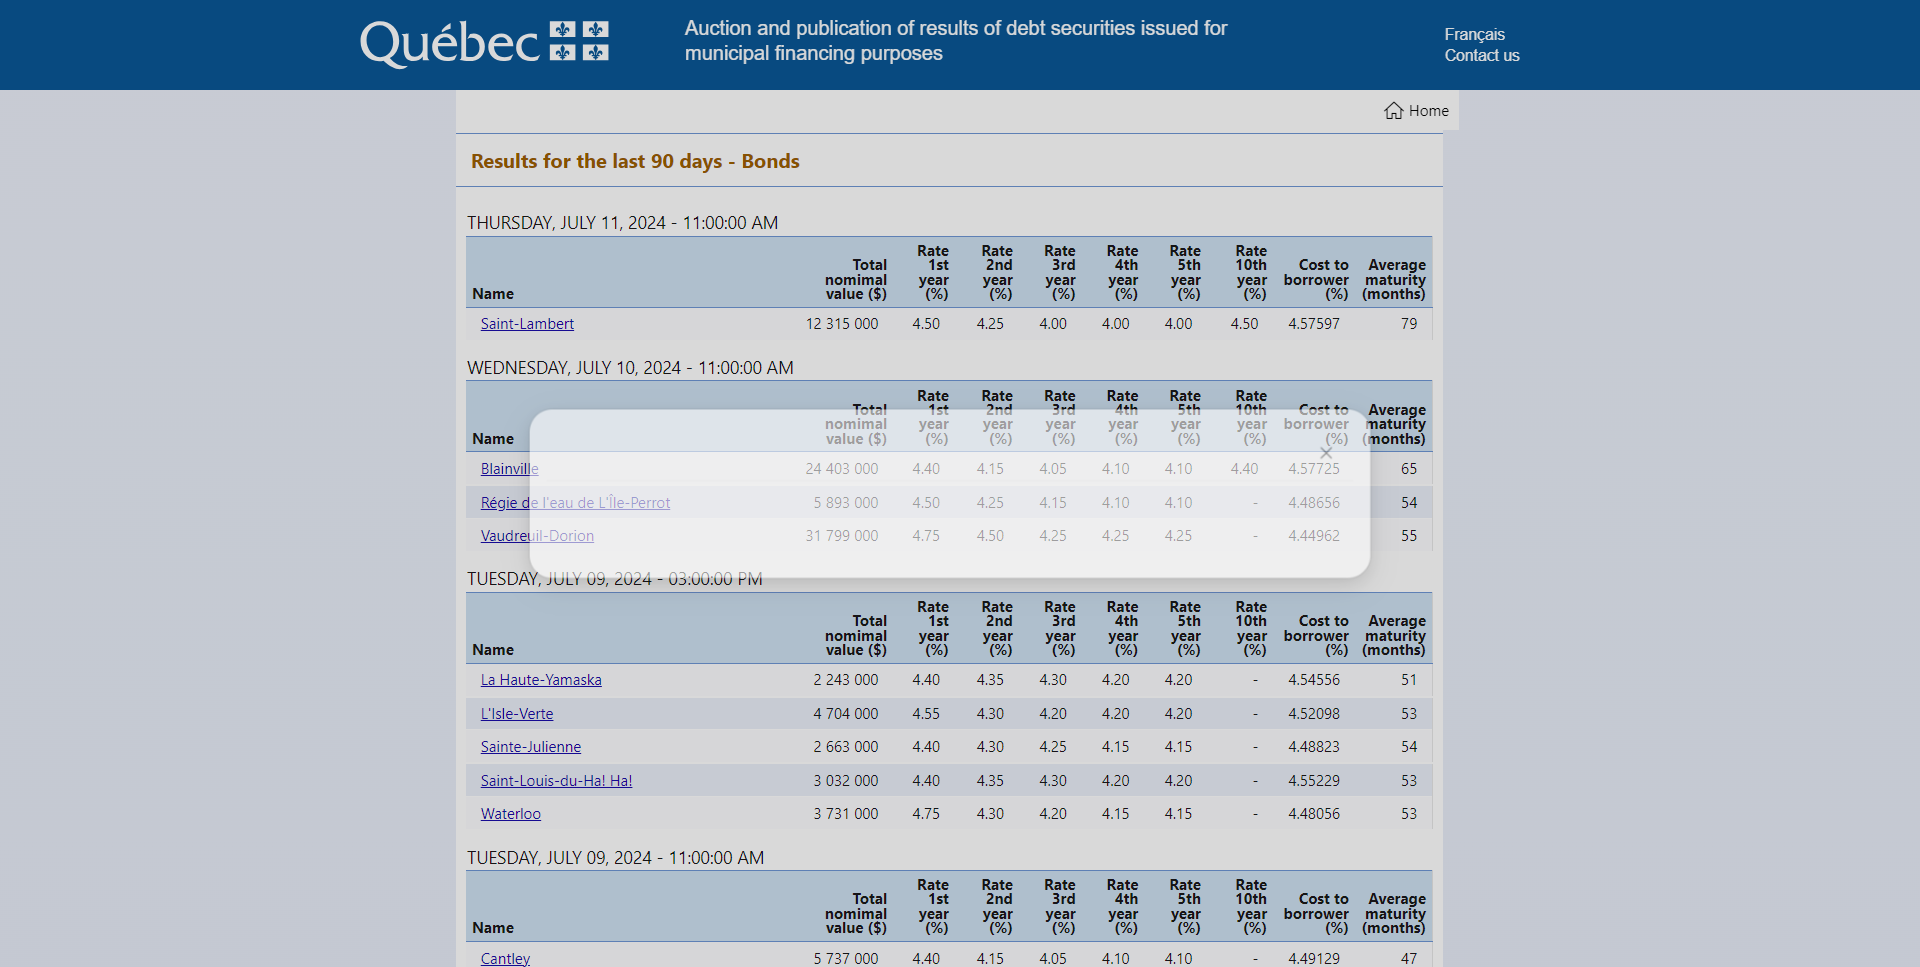 Québec
Auction and publication of results of debt securities issued for
municipal financing purposes
Français
Contact us
Home
Results for the last 90 days - Bonds
THURSDAY, JULY 11, 2024 - 11:00:00 AM
Name Total nomimal value ($) Rate 1st year (%) Rate 2nd year (%) Rate 3rd year (%) Rate 4th year (%) Rate 5th year (%) Rate 10th year (%) Cost to borrower (%) Average maturity (months)
Saint-Lambert 12 315 000 4.50 4.25 4.00 4.00 4.00 4.50 4.57597 79
WEDNESDAY, JULY 10, 2024 - 11:00:00 AM
Name Total nomimal value ($) Rate 1st year (%) Rate 2nd year (%) Rate 3rd year (%) Rate 4th year (%) Rate 5th year (%) Rate 10th year (%) Cost to borrower (%) Average maturity (months)
Blainville 24 403 000 4.40 4.15 4.05 4.10 4.10 4.40 4.57725 65
Régie de l'eau de L'Île-Perrot 5 893 000 4.50 4.25 4.15 4.10 4.10 - 4.48656 54
Vaudreuil-Dorion 31 799 000 4.75 4.50 4.25 4.25 4.25 - 4.44962 55
TUESDAY, JULY 09, 2024 - 03:00:00 PM
Name Total nomimal value ($) Rate 1st year (%) Rate 2nd year (%) Rate 3rd year (%) Rate 4th year (%) Rate 5th year (%) Rate 10th year (%) Cost to borrower (%) Average maturity (months)
La Haute-Yamaska 2 243 000 4.40 4.35 4.30 4.20 4.20 - 4.54556 51
L'Isle-Verte 4 704 000 4.55 4.30 4.20 4.20 4.20 - 4.52098 53
Sainte-Julienne 2 663 000 4.40 4.30 4.25 4.15 4.15 - 4.48823 54
Saint-Louis-du-Ha! Ha! 3 032 000 4.40 4.35 4.30 4.20 4.20 - 4.55229 53
Waterloo 3 731 000 4.75 4.30 4.20 4.15 4.15 - 4.48056 53
TUESDAY, JULY 09, 2024 - 11:00:00 AM
Name Total nomimal value ($) Rate 1st year (%) Rate 2nd year (%) Rate 3rd year (%) Rate 4th year (%) Rate 5th year (%) Rate 10th year (%) Cost to borrower (%) Average maturity (months)
Cantley 5 737 000 4.40 4.15 4.05 4.10 4.10 - 4.49129 47